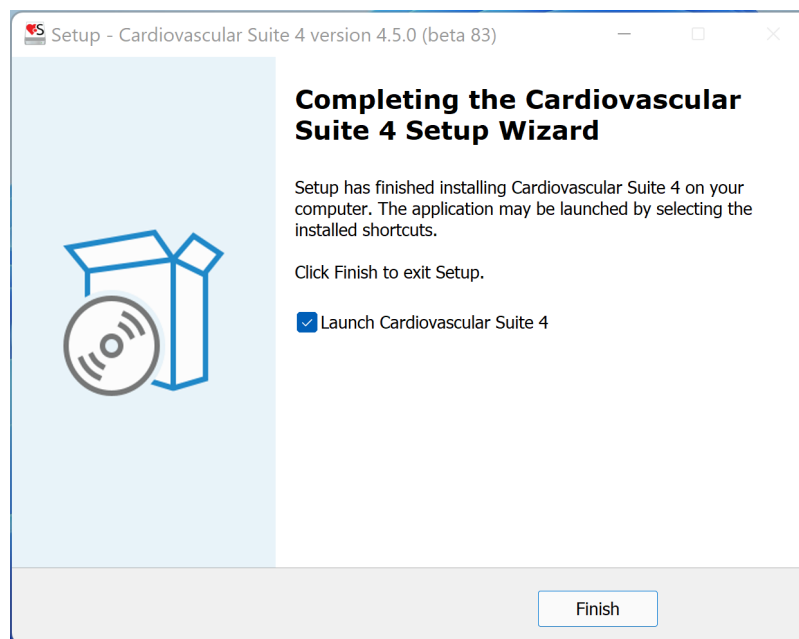 Setup - Cardiovascular Suite 4 version 4.5.0 (beta 83)
Completing the Cardiovascular
Suite 4 Setup Wizard
Setup has finished installing Cardiovascular Suite 4 on your
computer. The application may be launched by selecting the
installed shortcuts.
Click Finish to exit Setup.
Launch Cardiovascular Suite 4
Finish